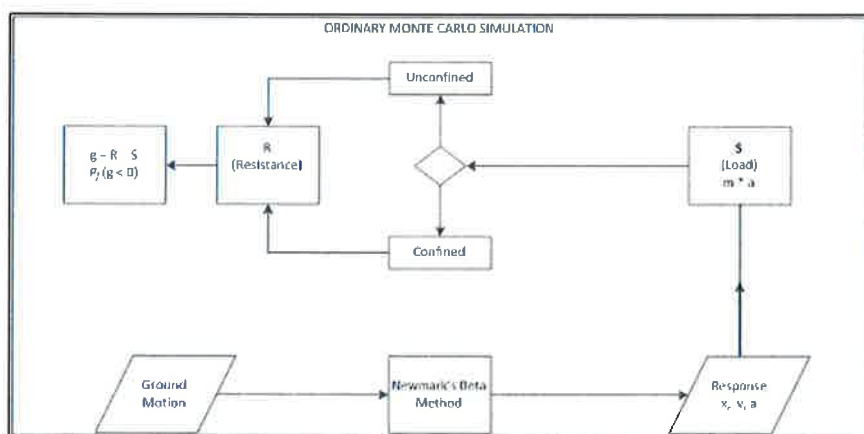 ORDINARY MONTE CARLO SIMULATION
Unconfined
g = R - S
P_f (g < 0)
R
(Resistance)
S
(Load)
m * a
Confined
Ground
Motion
Newmark's Beta
Method
Response
x, v, a